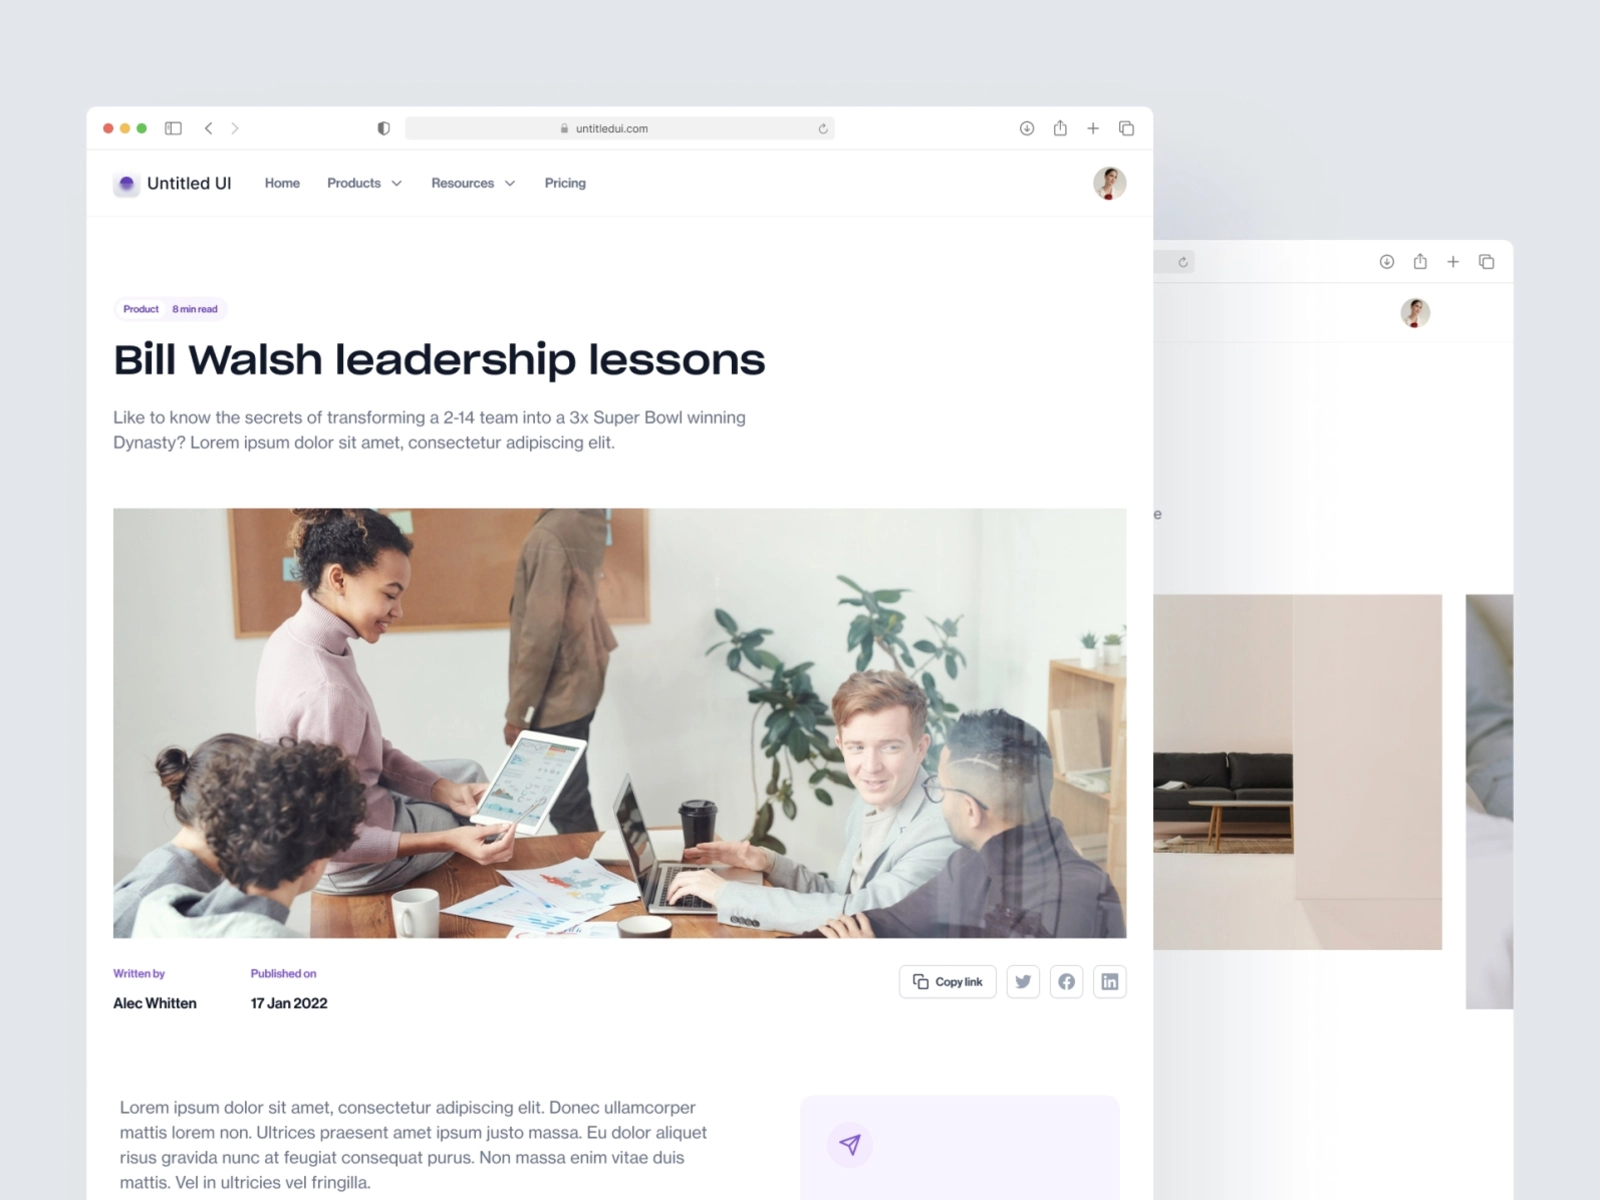 untitledui.com
Untitled UI Home Products Resources Pricing
Product 8 min read
Bill Walsh leadership lessons
Like to know the secrets of transforming a 2-14 team into a 3x Super Bowl winning
Dynasty? Lorem ipsum dolor sit amet, consectetur adipiscing elit.
e
Written by
Alec Whitten
Published on
17 Jan 2022
Copy link
Lorem ipsum dolor sit amet, consectetur adipiscing elit. Donec ullamcorper
mattis lorem non. Ultrices praesent amet ipsum justo massa. Eu dolor aliquet
risus gravida nunc at feugiat consequat purus. Non massa enim vitae duis
mattis. Vel in ultricies vel fringilla.